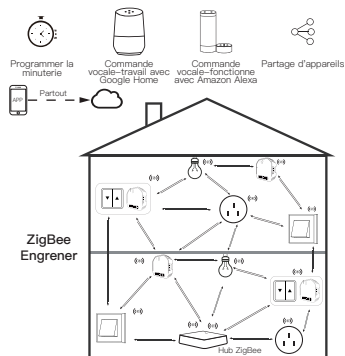 Programmer la
minuterie
Commande
vocale-travail avec
Google Home
Commande
vocale-fonctionne
avec Amazon Alexa
Partage d'appareils
APP
Partout
ZigBee
Engrener
Hub ZigBee